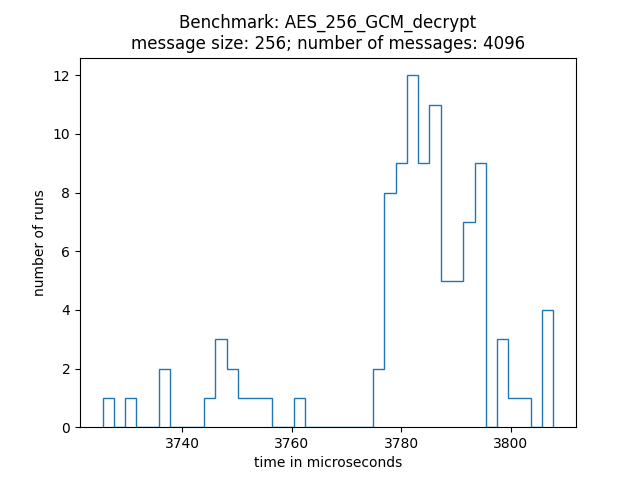 Benchmark: AES_256_GCM_decrypt
message size: 256; number of messages: 4096
12
10
8
6
4
2
0
number of runs
3740 3760 3780 3800
time in microseconds